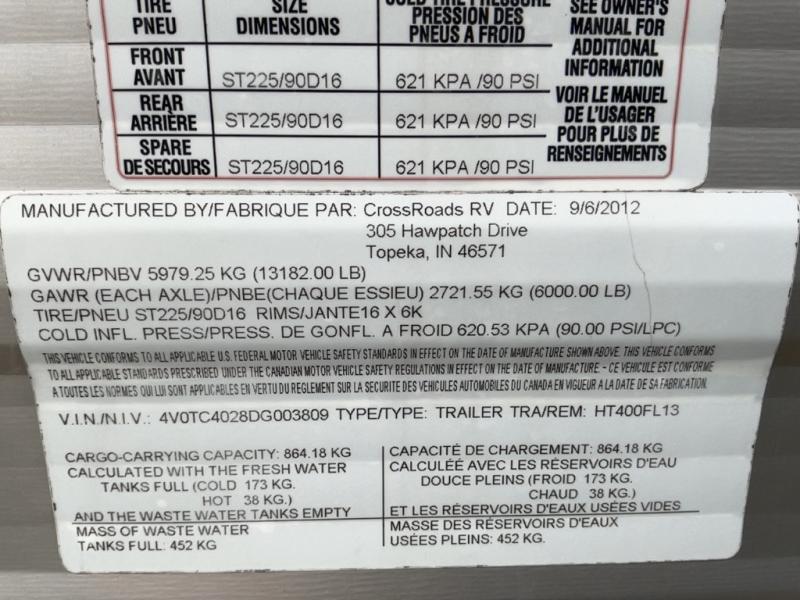 TIRE SIZE COLD TIRE PRESSURE SEE OWNER'S
PNEU DIMENSIONS PRESSION DES PNEUS A FROID MANUAL FOR
ADDITIONAL
INFORMATION
FRONT
AVANT ST225/90D16 621 KPA /90 PSI
REAR
ARRIÈRE ST225/90D16 621 KPA /90 PSI
SPARE
DE SECOURS ST225/90D16 621 KPA /90 PSI
VOIR LE MANUEL
DE L'USAGER
POUR PLUS DE
RENSEIGNEMENTS
MANUFACTURED BY/FABRIQUE PAR: CrossRoads RV DATE: 9/6/2012
305 Hawpatch Drive
Topeka, IN 46571
GVWR/PNBV 5979.25 KG (13182.00 LB)
GAWR (EACH AXLE)/PNBE(CHAQUE ESSIEU) 2721.55 KG (6000.00 LB)
TIRE/PNEU ST225/90D16 RIMS/JANTE16 X 6K
COLD INFL. PRESS/PRESS. DE GONFL. A FROID 620.53 KPA (90.00 PSI/LPC)
THIS VEHICLE CONFORMS TO ALL APPLICABLE U.S. FEDERAL MOTOR VEHICLE SAFETY STANDARDS IN EFFECT ON THE DATE OF MANUFACTURE SHOWN ABOVE. THIS VEHICLE CONFORMS
TO ALL APPLICABLE STANDARDS PRESCRIBED UNDER THE CANADIAN MOTOR VEHICLE SAFETY REGULATIONS IN EFFECT ON THE DATE OF MANUFACTURE - CE VEHICULE EST CONFORME
A TOUTES LES NORMES QUI LUI SONT APPLICABLES EN VERTU DU REGLEMENT SUR LA SECURITE DES VEHICULES AUTOMOBILES DU CANADA EN VIGUEUR A LA DATE DE SA FABRICATION.
V.I.N./N.I.V.: 4V0TC4028DG003809 TYPE/TYPE: TRAILER TRA/REM: HT400FL13
CARGO-CARRYING CAPACITY: 864.18 KG
CALCULATED WITH THE FRESH WATER
TANKS FULL (COLD 173 KG.)
HOT 38 KG.)
AND THE WASTE WATER TANKS EMPTY
MASS OF WASTE WATER
TANKS FULL: 452 KG
CAPACITÉ DE CHARGEMENT: 864.18 KG
CALCULÉE AVEC LES RÉSERVOIRS D'EAU
DOUCE PLEINS (FROID 173 KG.
CHAUD 38 KG.)
ET LES RÉSERVOIRS D'EAUX USÉES VIDES
MASSE DES RÉSERVOIRS D'EAUX
USÉES PLEINS: 452 KG.